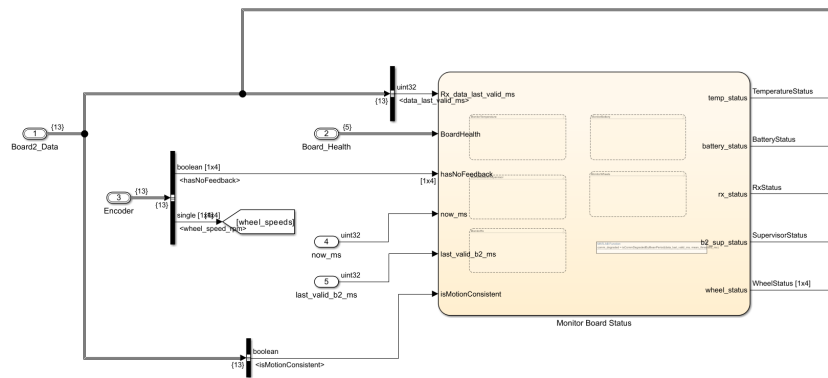 uint32
{13}
<data_last_valid_ms>
Rx_data_last_valid_ms
temp_status
TemperatureStatus
1
{13}
Board2_Data
2
{5}
Board_Health
BoardHealth
battery_status
BatteryStatus
boolean [1x4]
<hasNoFeedback>
[1x4]
hasNoFeedback
3
{13}
{13}
Encoder
rx_status
RxStatus
single [1x4]
<wheel_speed_rpm>
[wheel_speeds]
4
uint32
now_ms
now_ms
b2_sup_status
SupervisorStatus
5
uint32
last_valid_b2_ms
last_valid_b2_ms
isMotionConsistent
wheel_status
WheelStatus [1x4]
Monitor Board Status
boolean
{13}
<isMotionConsistent>